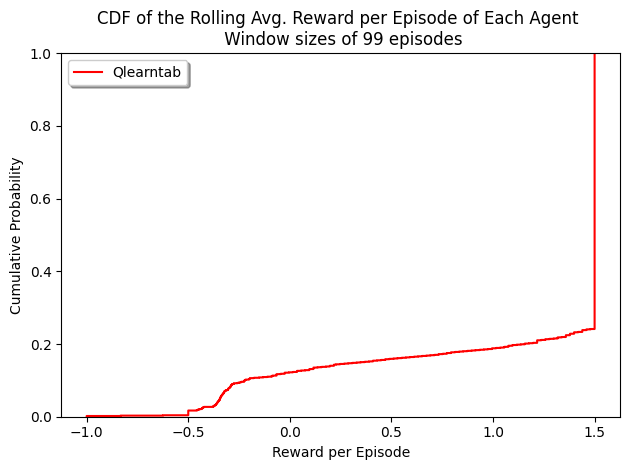 CDF of the Rolling Avg. Reward per Episode of Each Agent
Window sizes of 99 episodes
Qlearntab
1.0
0.8
0.6
0.4
0.2
0.0
Cumulative Probability
−1.0 −0.5 0.0 0.5 1.0 1.5
Reward per Episode